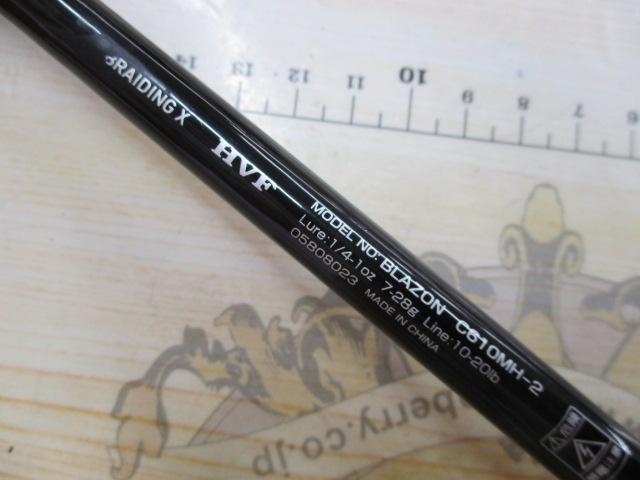 BRAIDING X
HVF
MODEL NO: BLAZON C610MH-2
Lure:1/4-1oz 7-28g Line:10-20lb
05808023 MADE IN CHINA
14 13 12 11 10 9 8 7 6
berry.co.jp